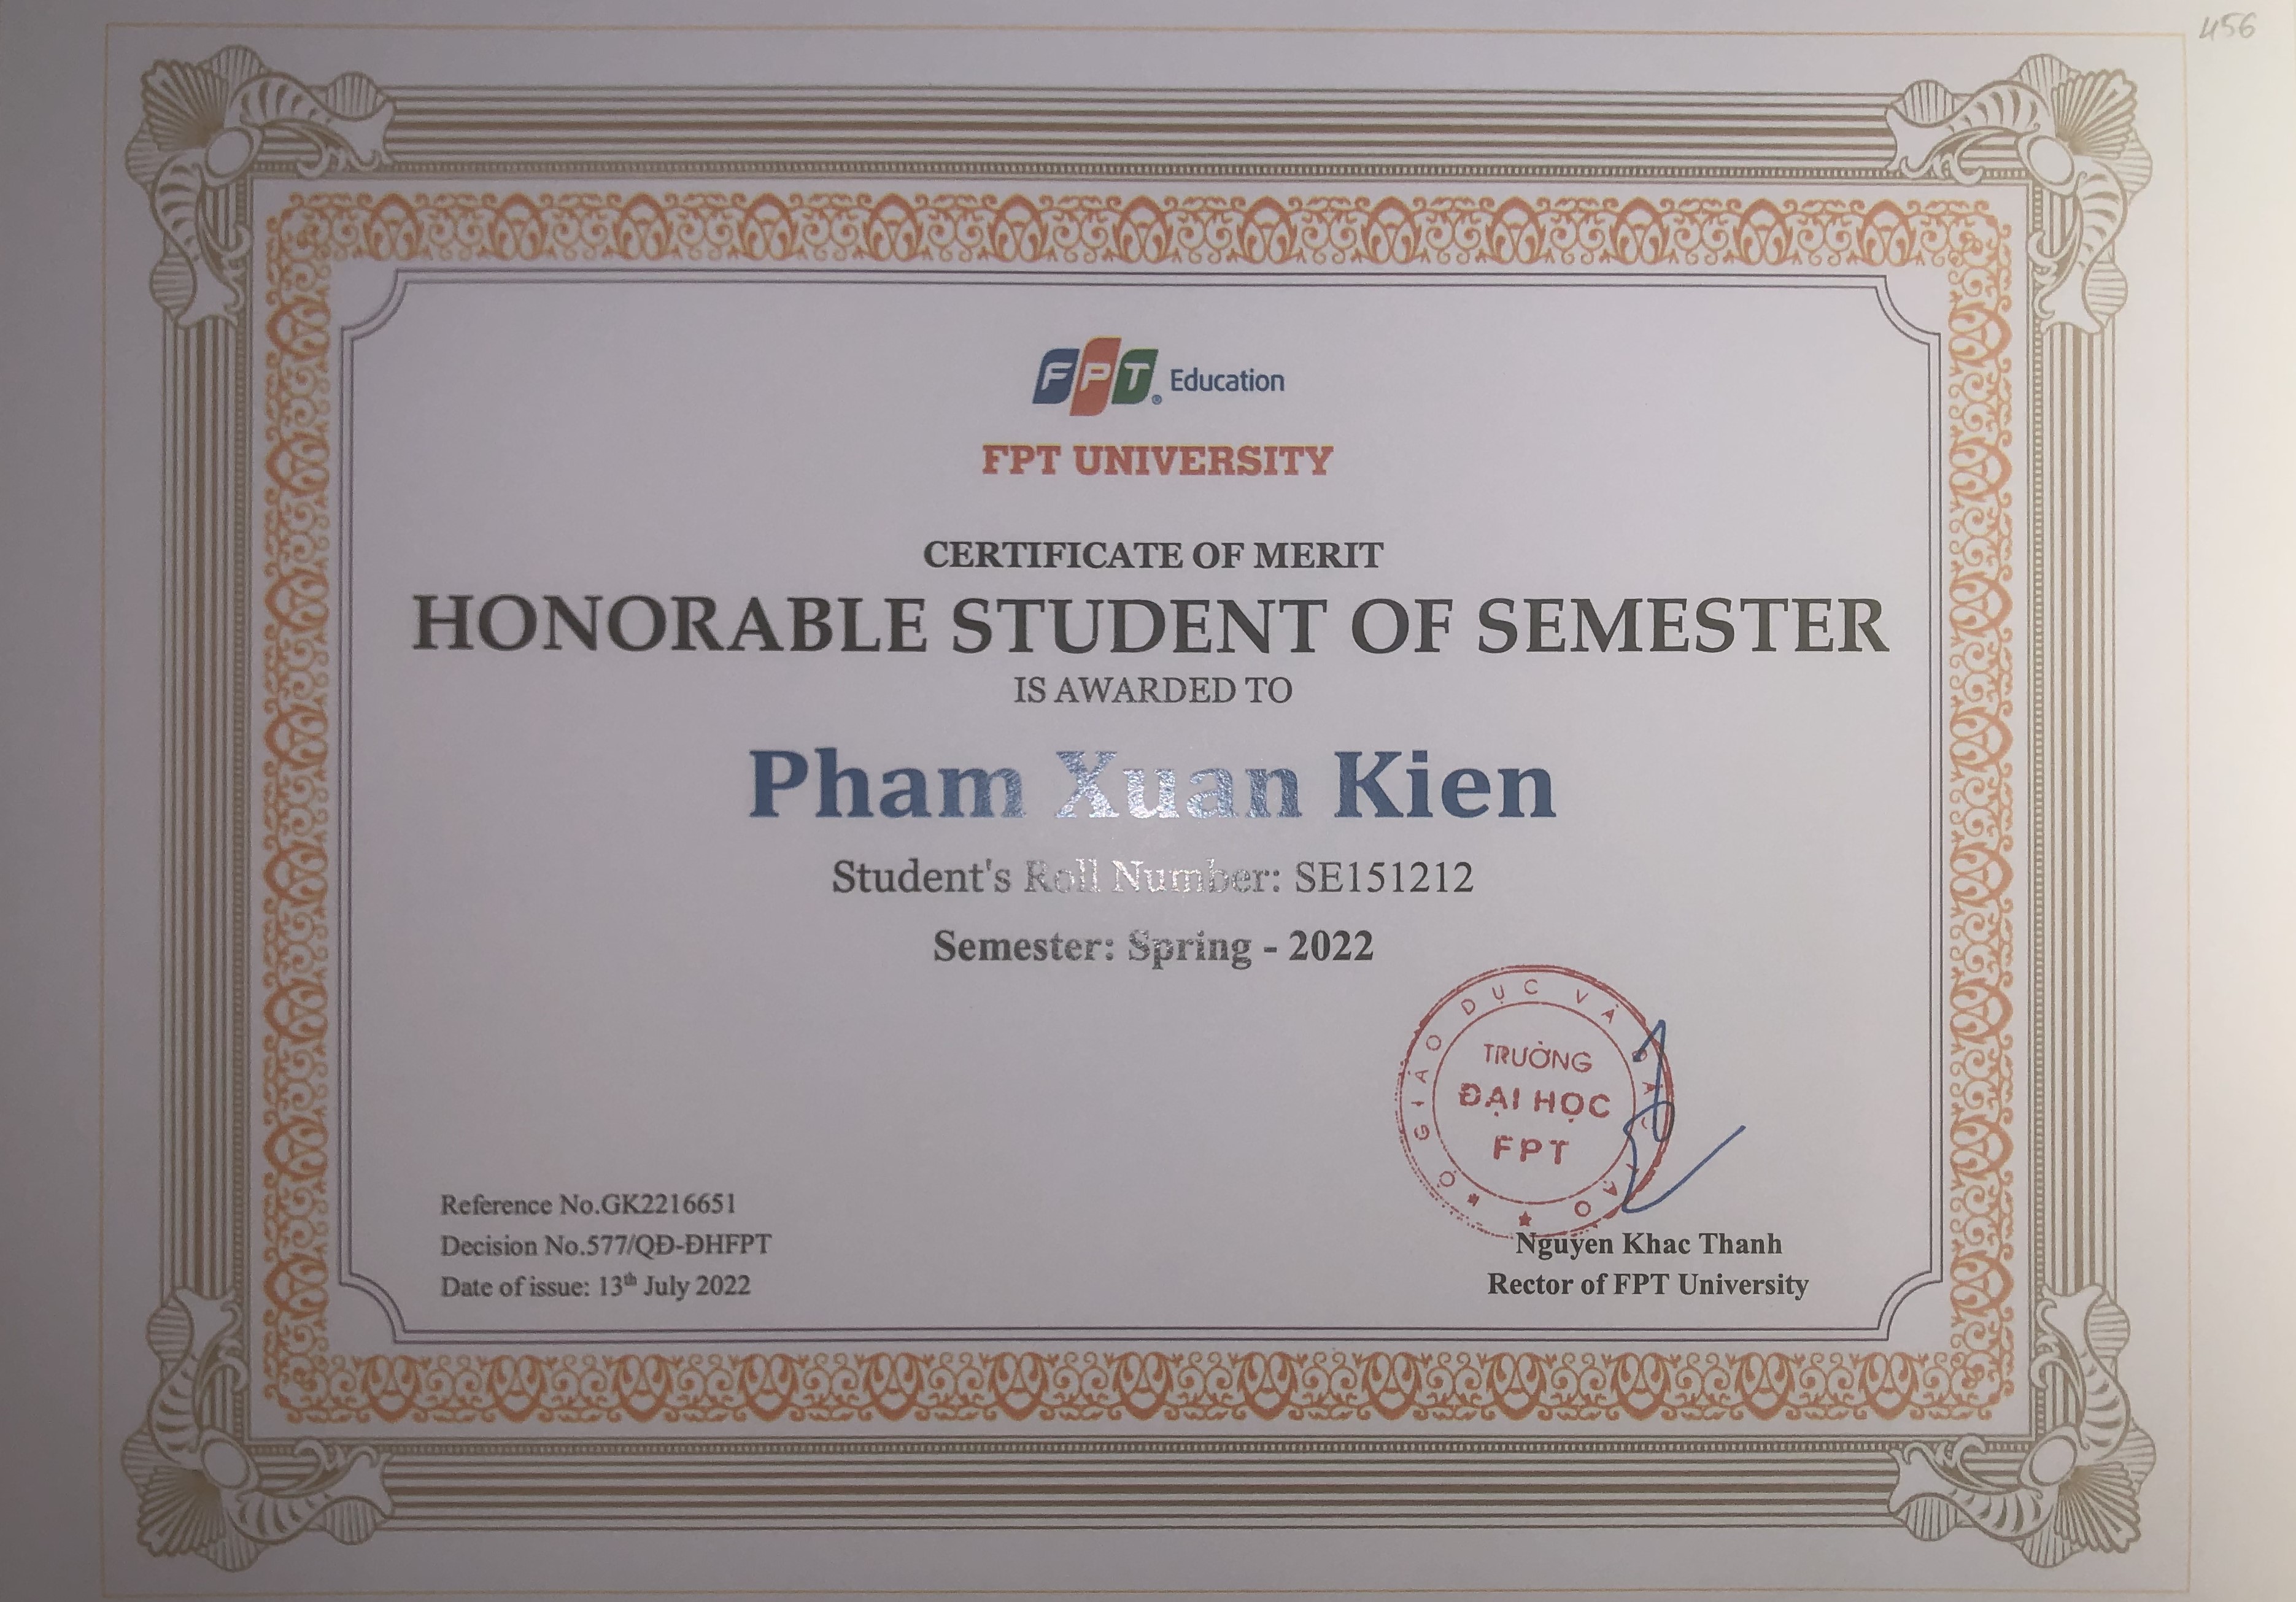 456
FPT Education
FPT UNIVERSITY
CERTIFICATE OF MERIT
HONORABLE STUDENT OF SEMESTER
IS AWARDED TO
Pham Xuan Kien
Student's Roll Number: SE151212
Semester: Spring - 2022
GIÁO DỤC VÀ ĐÀO TẠO
TRƯỜNG
ĐẠI HỌC
FPT
Reference No.GK2216651
Decision No.577/QĐ-ĐHFPT
Date of issue: 13th July 2022
Nguyen Khac Thanh
Rector of FPT University